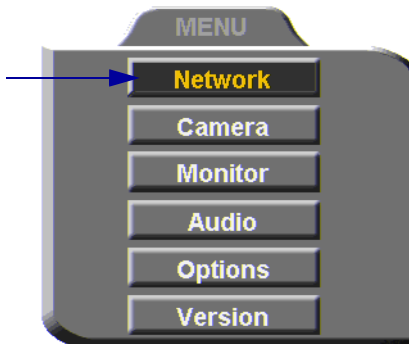 MENU
Network
Camera
Monitor
Audio
Options
Version